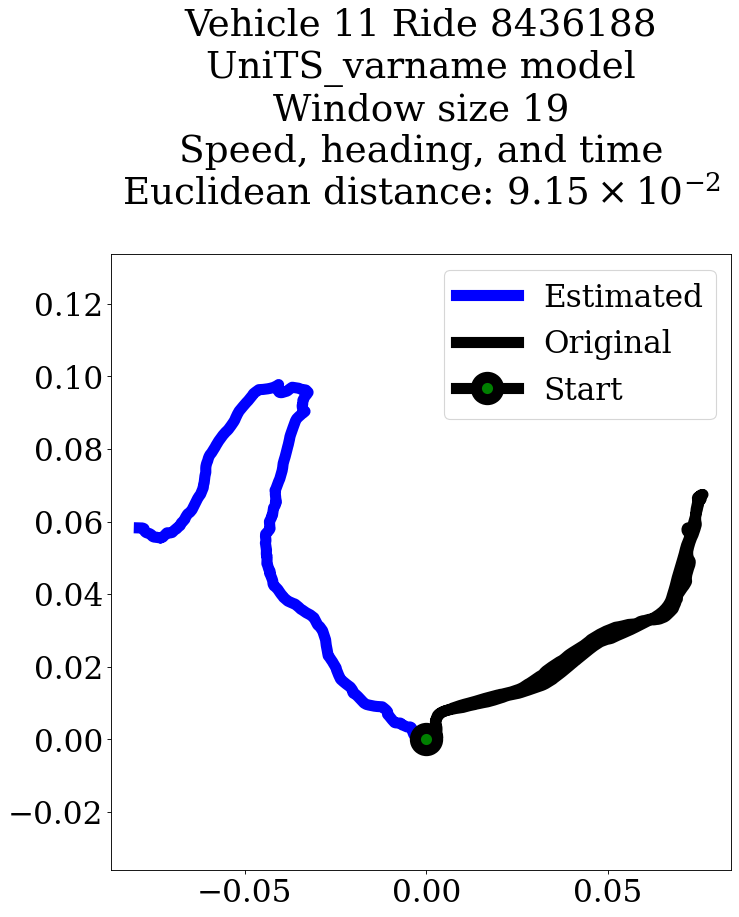 Vehicle 11 Ride 8436188
UniTS_varname model
Window size 19
Speed, heading, and time
Euclidean distance: 9.15 × 10⁻²
Estimated
Original
Start
0.12
0.10
0.08
0.06
0.04
0.02
0.00
−0.02
−0.05 0.00 0.05